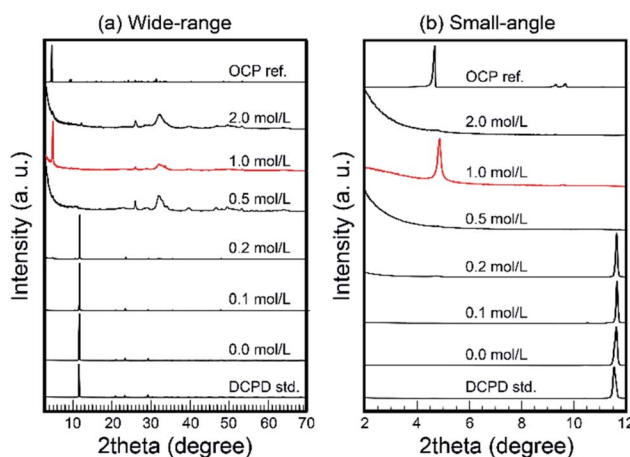 (a) Wide-range
(b) Small-angle
Intensity (a. u.)
OCP ref.
2.0 mol/L
1.0 mol/L
0.5 mol/L
0.2 mol/L
0.1 mol/L
0.0 mol/L
DCPD std.
10 20 30 40 50 60 70
2theta (degree)
Intensity (a. u.)
OCP ref.
2.0 mol/L
1.0 mol/L
0.5 mol/L
0.2 mol/L
0.1 mol/L
0.0 mol/L
DCPD std.
2 4 6 8 10 12
2theta (degree)